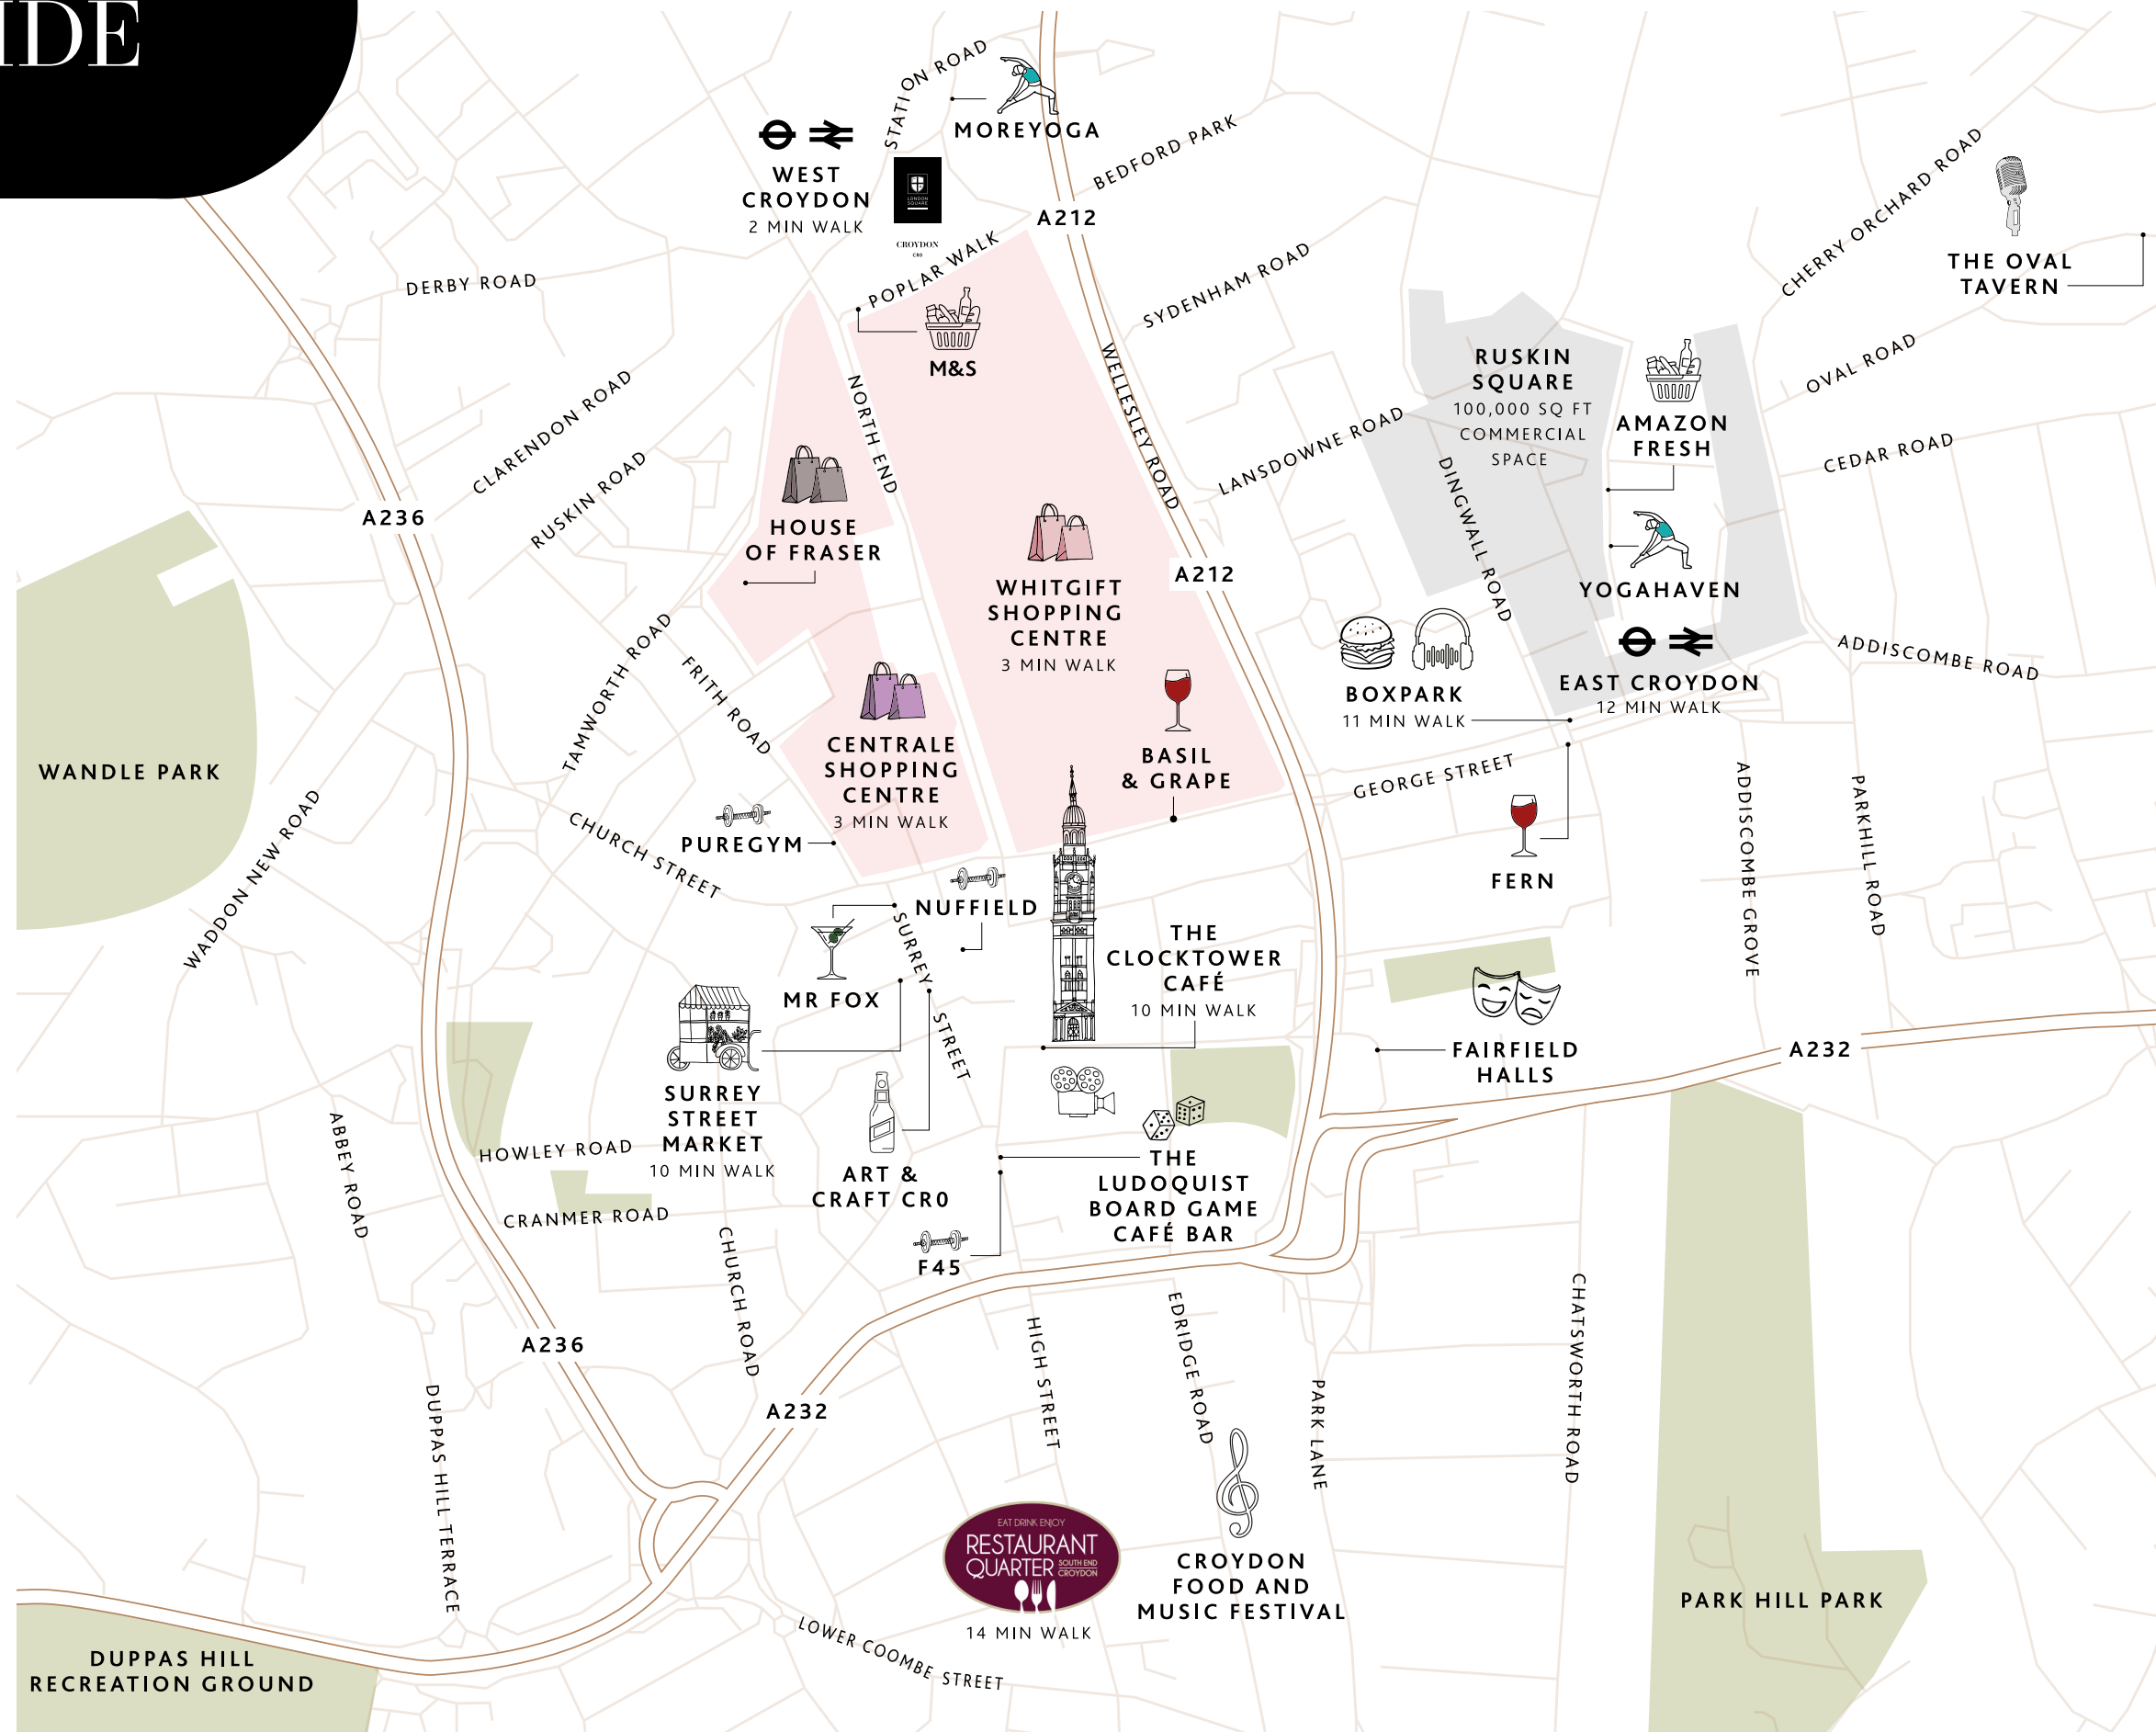 IDE
STATION ROAD
MOREYOGA
WEST
CROYDON
2 MIN WALK
LONDON
SQUARE
CROYDON
CR0
BEDFORD PARK
A212
POPLAR WALK
M&S
DERBY ROAD
SYDENHAM ROAD
CHERRY ORCHARD ROAD
THE OVAL
TAVERN
CLARENDON ROAD
RUSKIN ROAD
A236
NORTH END
WELLESLEY ROAD
LANSDOWNE ROAD
RUSKIN
SQUARE
100,000 SQ FT
COMMERCIAL
SPACE
AMAZON
FRESH
OVAL ROAD
CEDAR ROAD
DINGWALL ROAD
HOUSE
OF FRASER
WHITGIFT
SHOPPING
CENTRE
3 MIN WALK
A212
YOGAHAVEN
EAST CROYDON
12 MIN WALK
ADDISCOMBE ROAD
BOXPARK
11 MIN WALK
TAMWORTH ROAD
FRITH ROAD
CENTRALE
SHOPPING
CENTRE
3 MIN WALK
BASIL
& GRAPE
GEORGE STREET
FERN
WANDLE PARK
WADDON NEW ROAD
CHURCH STREET
PUREGYM
NUFFIELD
ADDISCOMBE GROVE
PARKHILL ROAD
MR FOX
SURREY STREET
THE
CLOCKTOWER
CAFÉ
10 MIN WALK
FAIRFIELD
HALLS
A232
SURREY
STREET
MARKET
10 MIN WALK
ABBEY ROAD
HOWLEY ROAD
CRANMER ROAD
ART &
CRAFT CR0
THE
LUDOQUIST
BOARD GAME
CAFÉ BAR
F45
CHURCH ROAD
A236
A232
HIGH STREET
EDRIDGE ROAD
PARK LANE
CHATSWORTH ROAD
DUPPAS HILL TERRACE
EAT DRINK ENJOY
RESTAURANT
QUARTER
SOUTH END
CROYDON
14 MIN WALK
CROYDON
FOOD AND
MUSIC FESTIVAL
PARK HILL PARK
LOWER COOMBE STREET
DUPPAS HILL
RECREATION GROUND